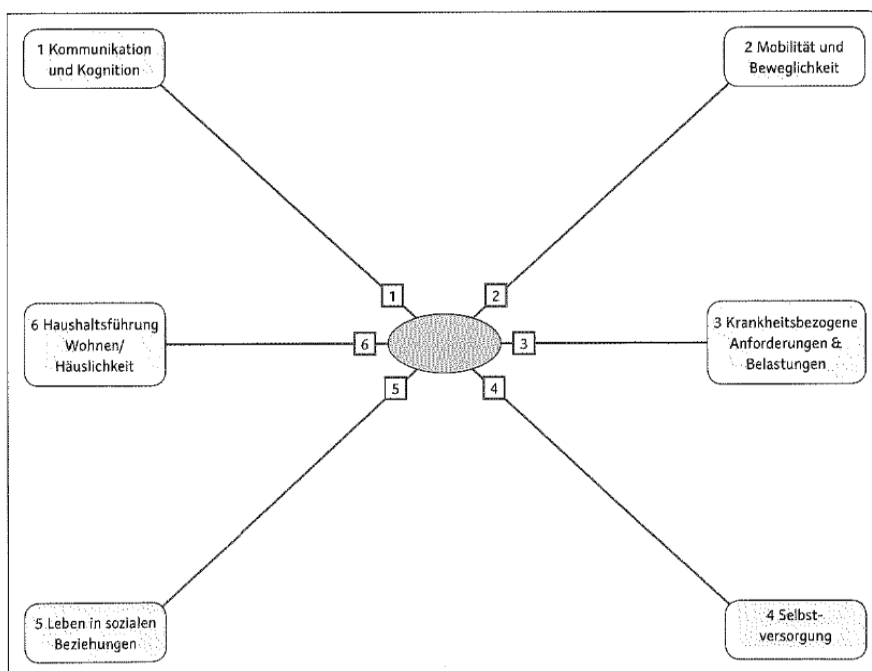 1 Kommunikation
und Kognition
2 Mobilität und
Beweglichkeit
1
2
6 Haushaltsführung
Wohnen/
Häuslichkeit
6
3
3 Krankheitsbezogene
Anforderungen &
Belastungen
5
4
5 Leben in sozialen
Beziehungen
4 Selbst-
versorgung